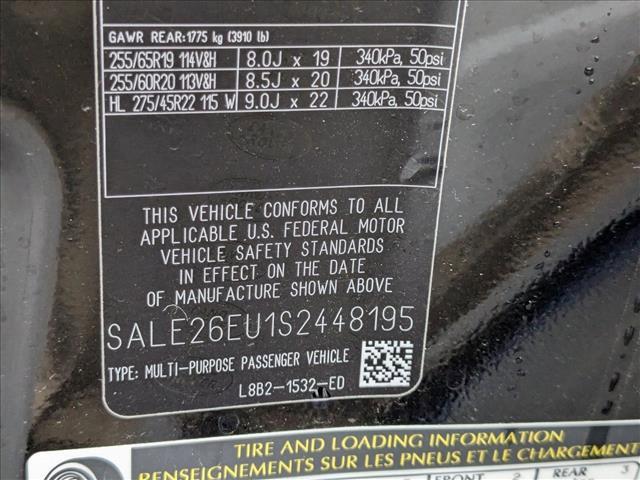 GAWR REAR: 1775 kg (3910 lb)
255/65R19 114V&H 8.0J x 19 340kPa, 50psi
255/60R20 113V&H 8.5J x 20 340kPa, 50psi
HL 275/45R22 115 W 9.0J x 22 340kPa, 50psi
THIS VEHICLE CONFORMS TO ALL
APPLICABLE U.S. FEDERAL MOTOR
VEHICLE SAFETY STANDARDS
IN EFFECT ON THE DATE
OF MANUFACTURE SHOWN ABOVE
SALE26EU1S2448195
TYPE: MULTI-PURPOSE PASSENGER VEHICLE
L8B2-1532-ED
TIRE AND LOADING INFORMATION
RENSEIGNEMENTS SUR LES PNEUS ET LE CHARGEMENT
FRONT 2 REAR 3